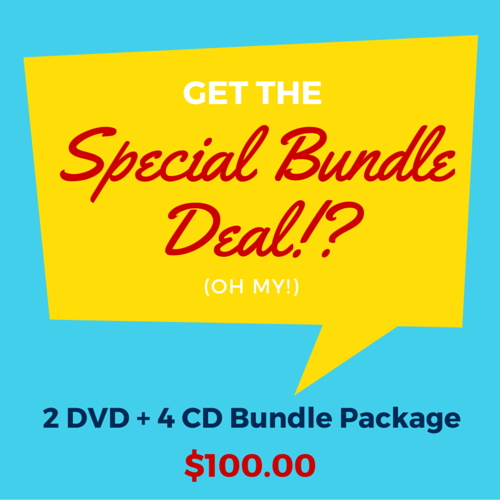 GET THE
Special Bundle
Deal!?
(OH MY!)
2 DVD + 4 CD Bundle Package
$100.00